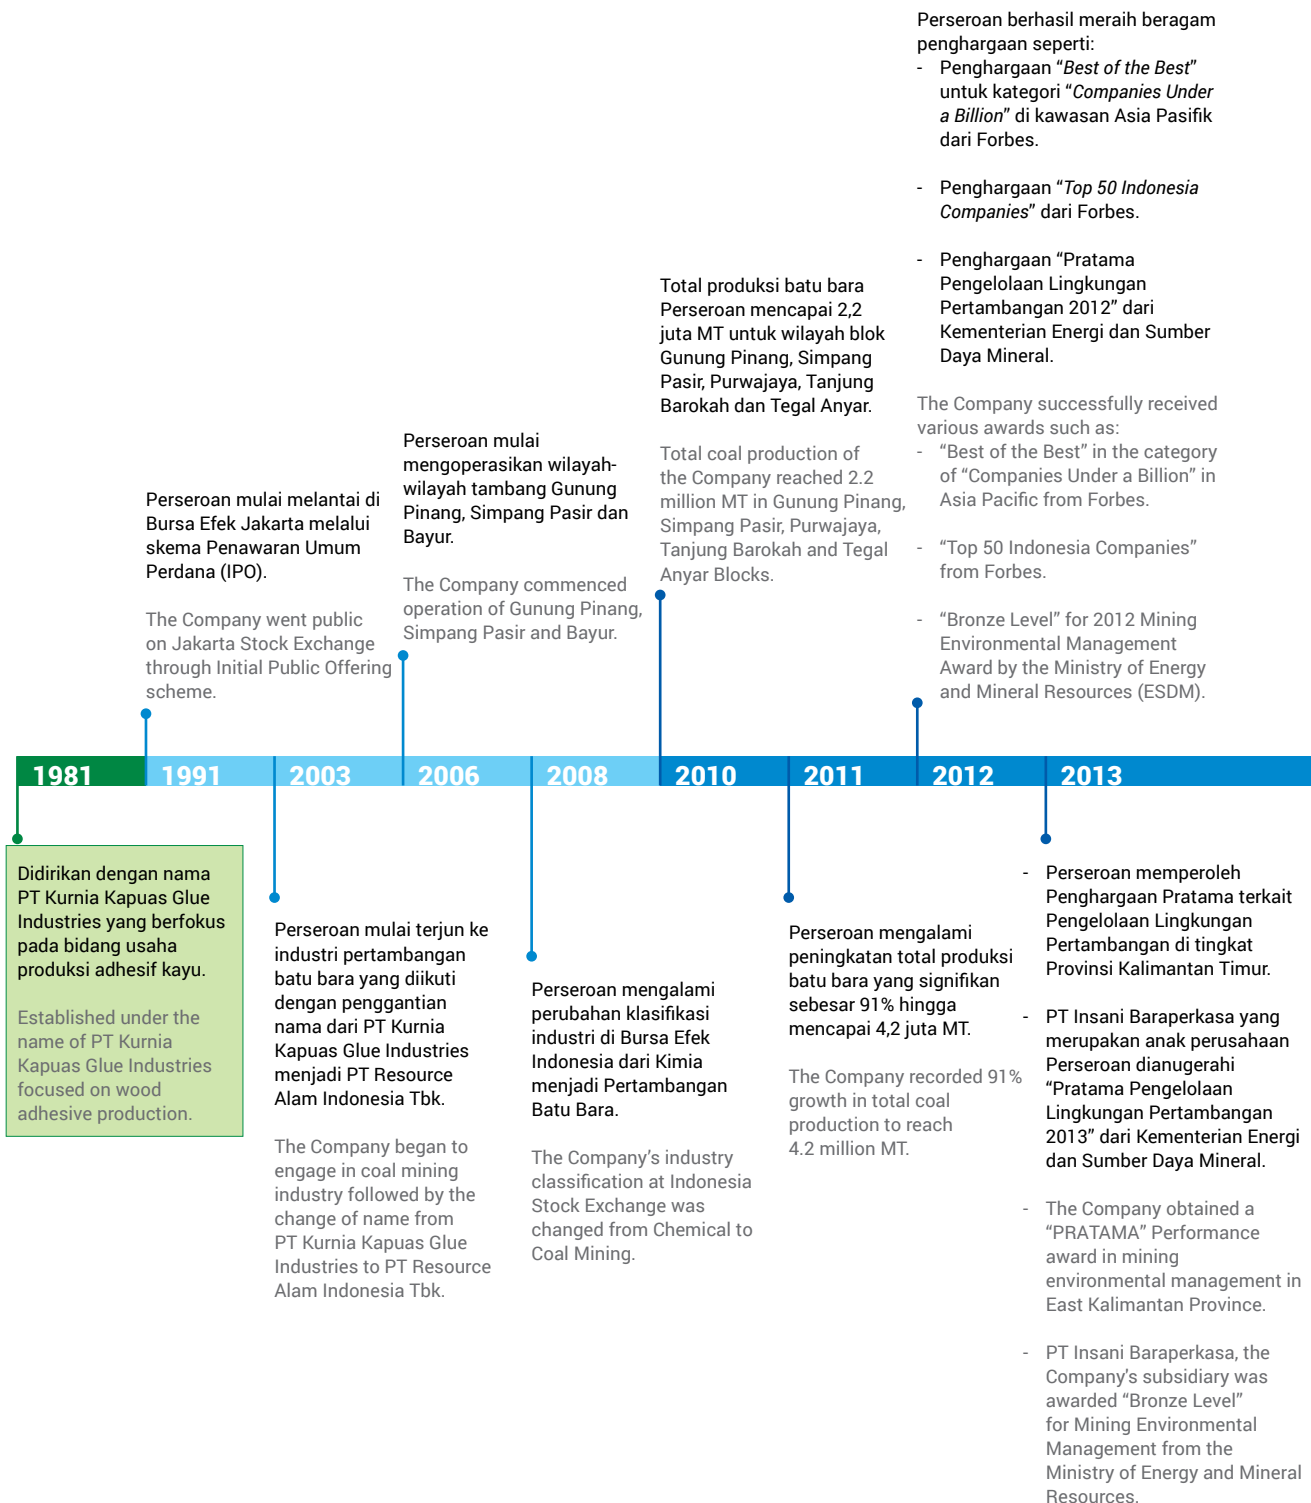 Perseroan berhasil meraih beragam
penghargaan seperti:
- Penghargaan “Best of the Best”
untuk kategori “Companies Under
a Billion” di kawasan Asia Pasifik
dari Forbes.
- Penghargaan “Top 50 Indonesia
Companies” dari Forbes.
- Penghargaan “Pratama
Pengelolaan Lingkungan
Pertambangan 2012” dari
Kementerian Energi dan Sumber
Daya Mineral.
The Company successfully received
various awards such as:
- “Best of the Best” in the category
of “Companies Under a Billion” in
Asia Pacific from Forbes.
- “Top 50 Indonesia Companies”
from Forbes.
- “Bronze Level” for 2012 Mining
Environmental Management
Award by the Ministry of Energy
and Mineral Resources (ESDM).
Total produksi batu bara
Perseroan mencapai 2,2
juta MT untuk wilayah blok
Gunung Pinang, Simpang
Pasir, Purwajaya, Tanjung
Barokah dan Tegal Anyar.
Total coal production of
the Company reached 2.2
million MT in Gunung Pinang,
Simpang Pasir, Purwajaya,
Tanjung Barokah and Tegal
Anyar Blocks.
Perseroan mulai
mengoperasikan wilayah-
wilayah tambang Gunung
Pinang, Simpang Pasir dan
Bayur.
The Company commenced
operation of Gunung Pinang,
Simpang Pasir and Bayur.
Perseroan mulai melantai di
Bursa Efek Jakarta melalui
skema Penawaran Umum
Perdana (IPO).
The Company went public
on Jakarta Stock Exchange
through Initial Public Offering
scheme.
1981 1991 2003 2006 2008 2010 2011 2012 2013
Didirikan dengan nama
PT Kurnia Kapuas Glue
Industries yang berfokus
pada bidang usaha
produksi adhesif kayu.
Established under the
name of PT Kurnia
Kapuas Glue Industries
focused on wood
adhesive production.
Perseroan mulai terjun ke
industri pertambangan
batu bara yang diikuti
dengan penggantian
nama dari PT Kurnia
Kapuas Glue Industries
menjadi PT Resource
Alam Indonesia Tbk.
The Company began to
engage in coal mining
industry followed by the
change of name from
PT Kurnia Kapuas Glue
Industries to PT Resource
Alam Indonesia Tbk.
Perseroan mengalami
perubahan klasifikasi
industri di Bursa Efek
Indonesia dari Kimia
menjadi Pertambangan
Batu Bara.
The Company’s industry
classification at Indonesia
Stock Exchange was
changed from Chemical to
Coal Mining.
Perseroan mengalami
peningkatan total produksi
batu bara yang signifikan
sebesar 91% hingga
mencapai 4,2 juta MT.
The Company recorded 91%
growth in total coal
production to reach
4.2 million MT.
- Perseroan memperoleh
Penghargaan Pratama terkait
Pengelolaan Lingkungan
Pertambangan di tingkat
Provinsi Kalimantan Timur.
- PT Insani Baraperkasa yang
merupakan anak perusahaan
Perseroan dianugerahi
“Pratama Pengelolaan
Lingkungan Pertambangan
2013” dari Kementerian Energi
dan Sumber Daya Mineral.
- The Company obtained a
“PRATAMA” Performance
award in mining
environmental management in
East Kalimantan Province.
- PT Insani Baraperkasa, the
Company's subsidiary was
awarded “Bronze Level”
for Mining Environmental
Management from the
Ministry of Energy and Mineral
Resources.